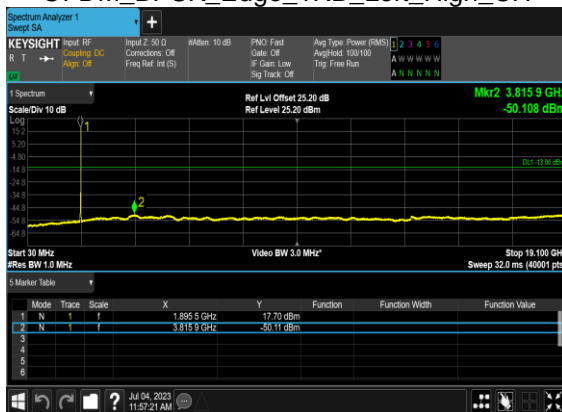 Spectrum Analyzer 1
Swept SA
+
KEYSIGHT Input: RF Input Z: 50 Ω #Atten: 10 dB PNO: Fast Avg Type: Power (RMS) 1 2 3 4 5 6
R T Coupling: DC Corrections: Off Gate: Off Avg|Hold: 100/100 A W W W W W
Align: Off Freq Ref: Int (S) IF Gain: Low Trig: Free Run
LU Sig Track: Off A N N N N N
1 Spectrum Ref Lvl Offset 25.20 dB Mkr2 3.815 9 GHz
Scale/Div 10 dB Ref Level 25.20 dBm -50.108 dBm
Log
15.2
1
5.20
-4.80
DL1 -13.00 dBm
-14.8
-24.8
-34.8
-44.8
2
-54.8
-64.8
Start 30 MHz Video BW 3.0 MHz* Stop 19.100 GHz
#Res BW 1.0 MHz Sweep 32.0 ms (40001 pts
5 Marker Table
Mode Trace Scale X Y Function Function Width Function Value
1 N 1 f 1.895 5 GHz 17.70 dBm
2 N 1 f 3.815 9 GHz -50.11 dBm
3
4
5
6
? Jul 04, 2023
11:57:21 AM